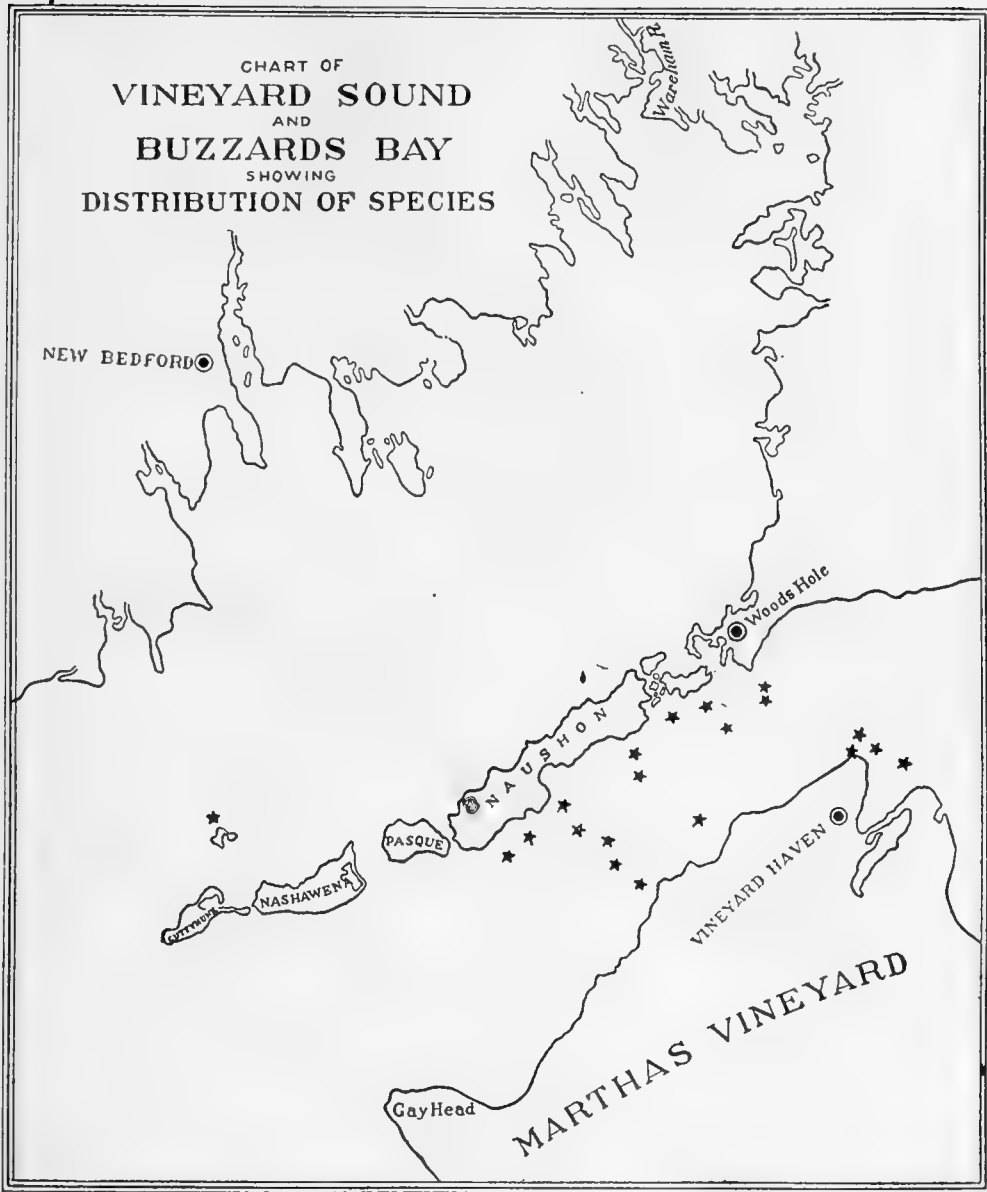 CHART OF
VINEYARD SOUND
AND
BUZZARDS BAY
SHOWING
DISTRIBUTION OF SPECIES
Wareham R.
NEW BEDFORD
Woods Hole
NAUSHON
PASQUE
NASHAWENA
CUTTYHUNK
VINEYARD HAVEN
MARTHAS VINEYARD
Gay Head